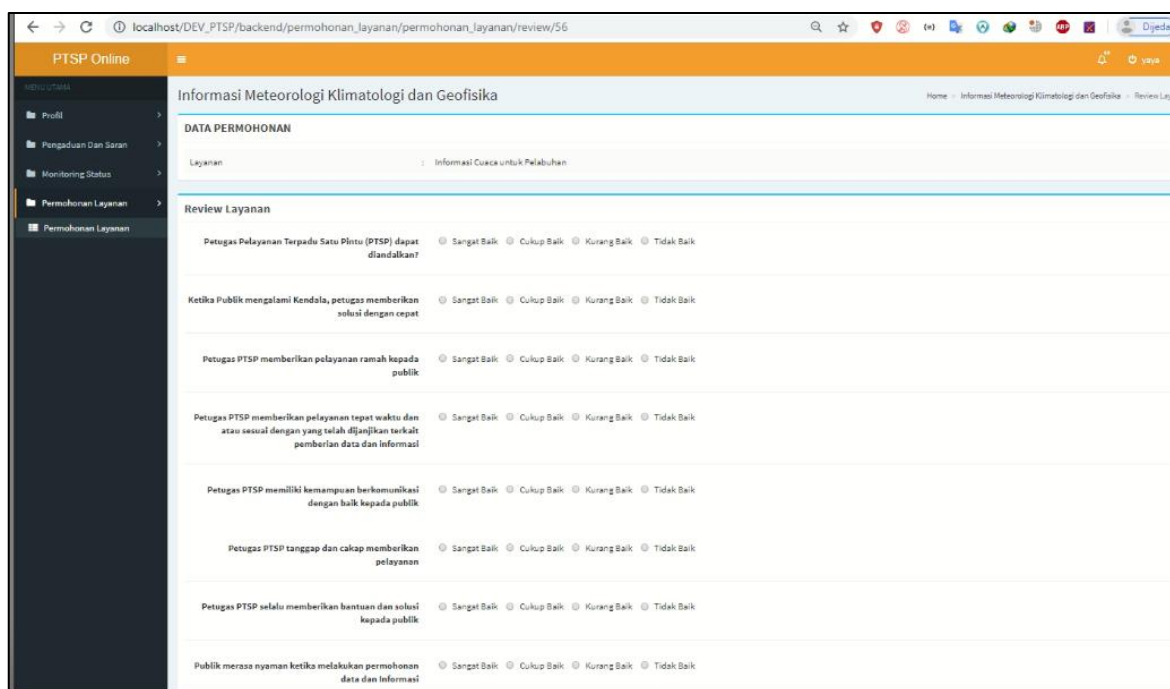 localhost/DEV_PTSP/backend/permohonan_layanan/permohonan_layanan/review/56
Dijeda
PTSP Online
yaya
MENU UTAMA
Profil
Pengaduan Dan Saran
Monitoring Status
Permohonan Layanan
Permohonan Layanan
Informasi Meteorologi Klimatologi dan Geofisika
Home > Informasi Meteorologi Klimatologi dan Geofisika > Review Lay
DATA PERMOHONAN
Layanan : Informasi Cuaca untuk Pelabuhan
Review Layanan
Petugas Pelayanan Terpadu Satu Pintu (PTSP) dapat
diandalkan?
Sangat Baik Cukup Baik Kurang Baik Tidak Baik
Ketika Publik mengalami Kendala, petugas memberikan
solusi dengan cepat
Sangat Baik Cukup Baik Kurang Baik Tidak Baik
Petugas PTSP memberikan pelayanan ramah kepada
publik
Sangat Baik Cukup Baik Kurang Baik Tidak Baik
Petugas PTSP memberikan pelayanan tepat waktu dan
atau sesuai dengan yang telah dijanjikan terkait
pemberian data dan informasi
Sangat Baik Cukup Baik Kurang Baik Tidak Baik
Petugas PTSP memiliki kemampuan berkomunikasi
dengan baik kepada publik
Sangat Baik Cukup Baik Kurang Baik Tidak Baik
Petugas PTSP tanggap dan cakap memberikan
pelayanan
Sangat Baik Cukup Baik Kurang Baik Tidak Baik
Petugas PTSP selalu memberikan bantuan dan solusi
kepada publik
Sangat Baik Cukup Baik Kurang Baik Tidak Baik
Publik merasa nyaman ketika melakukan permohonan
data dan Informasi
Sangat Baik Cukup Baik Kurang Baik Tidak Baik